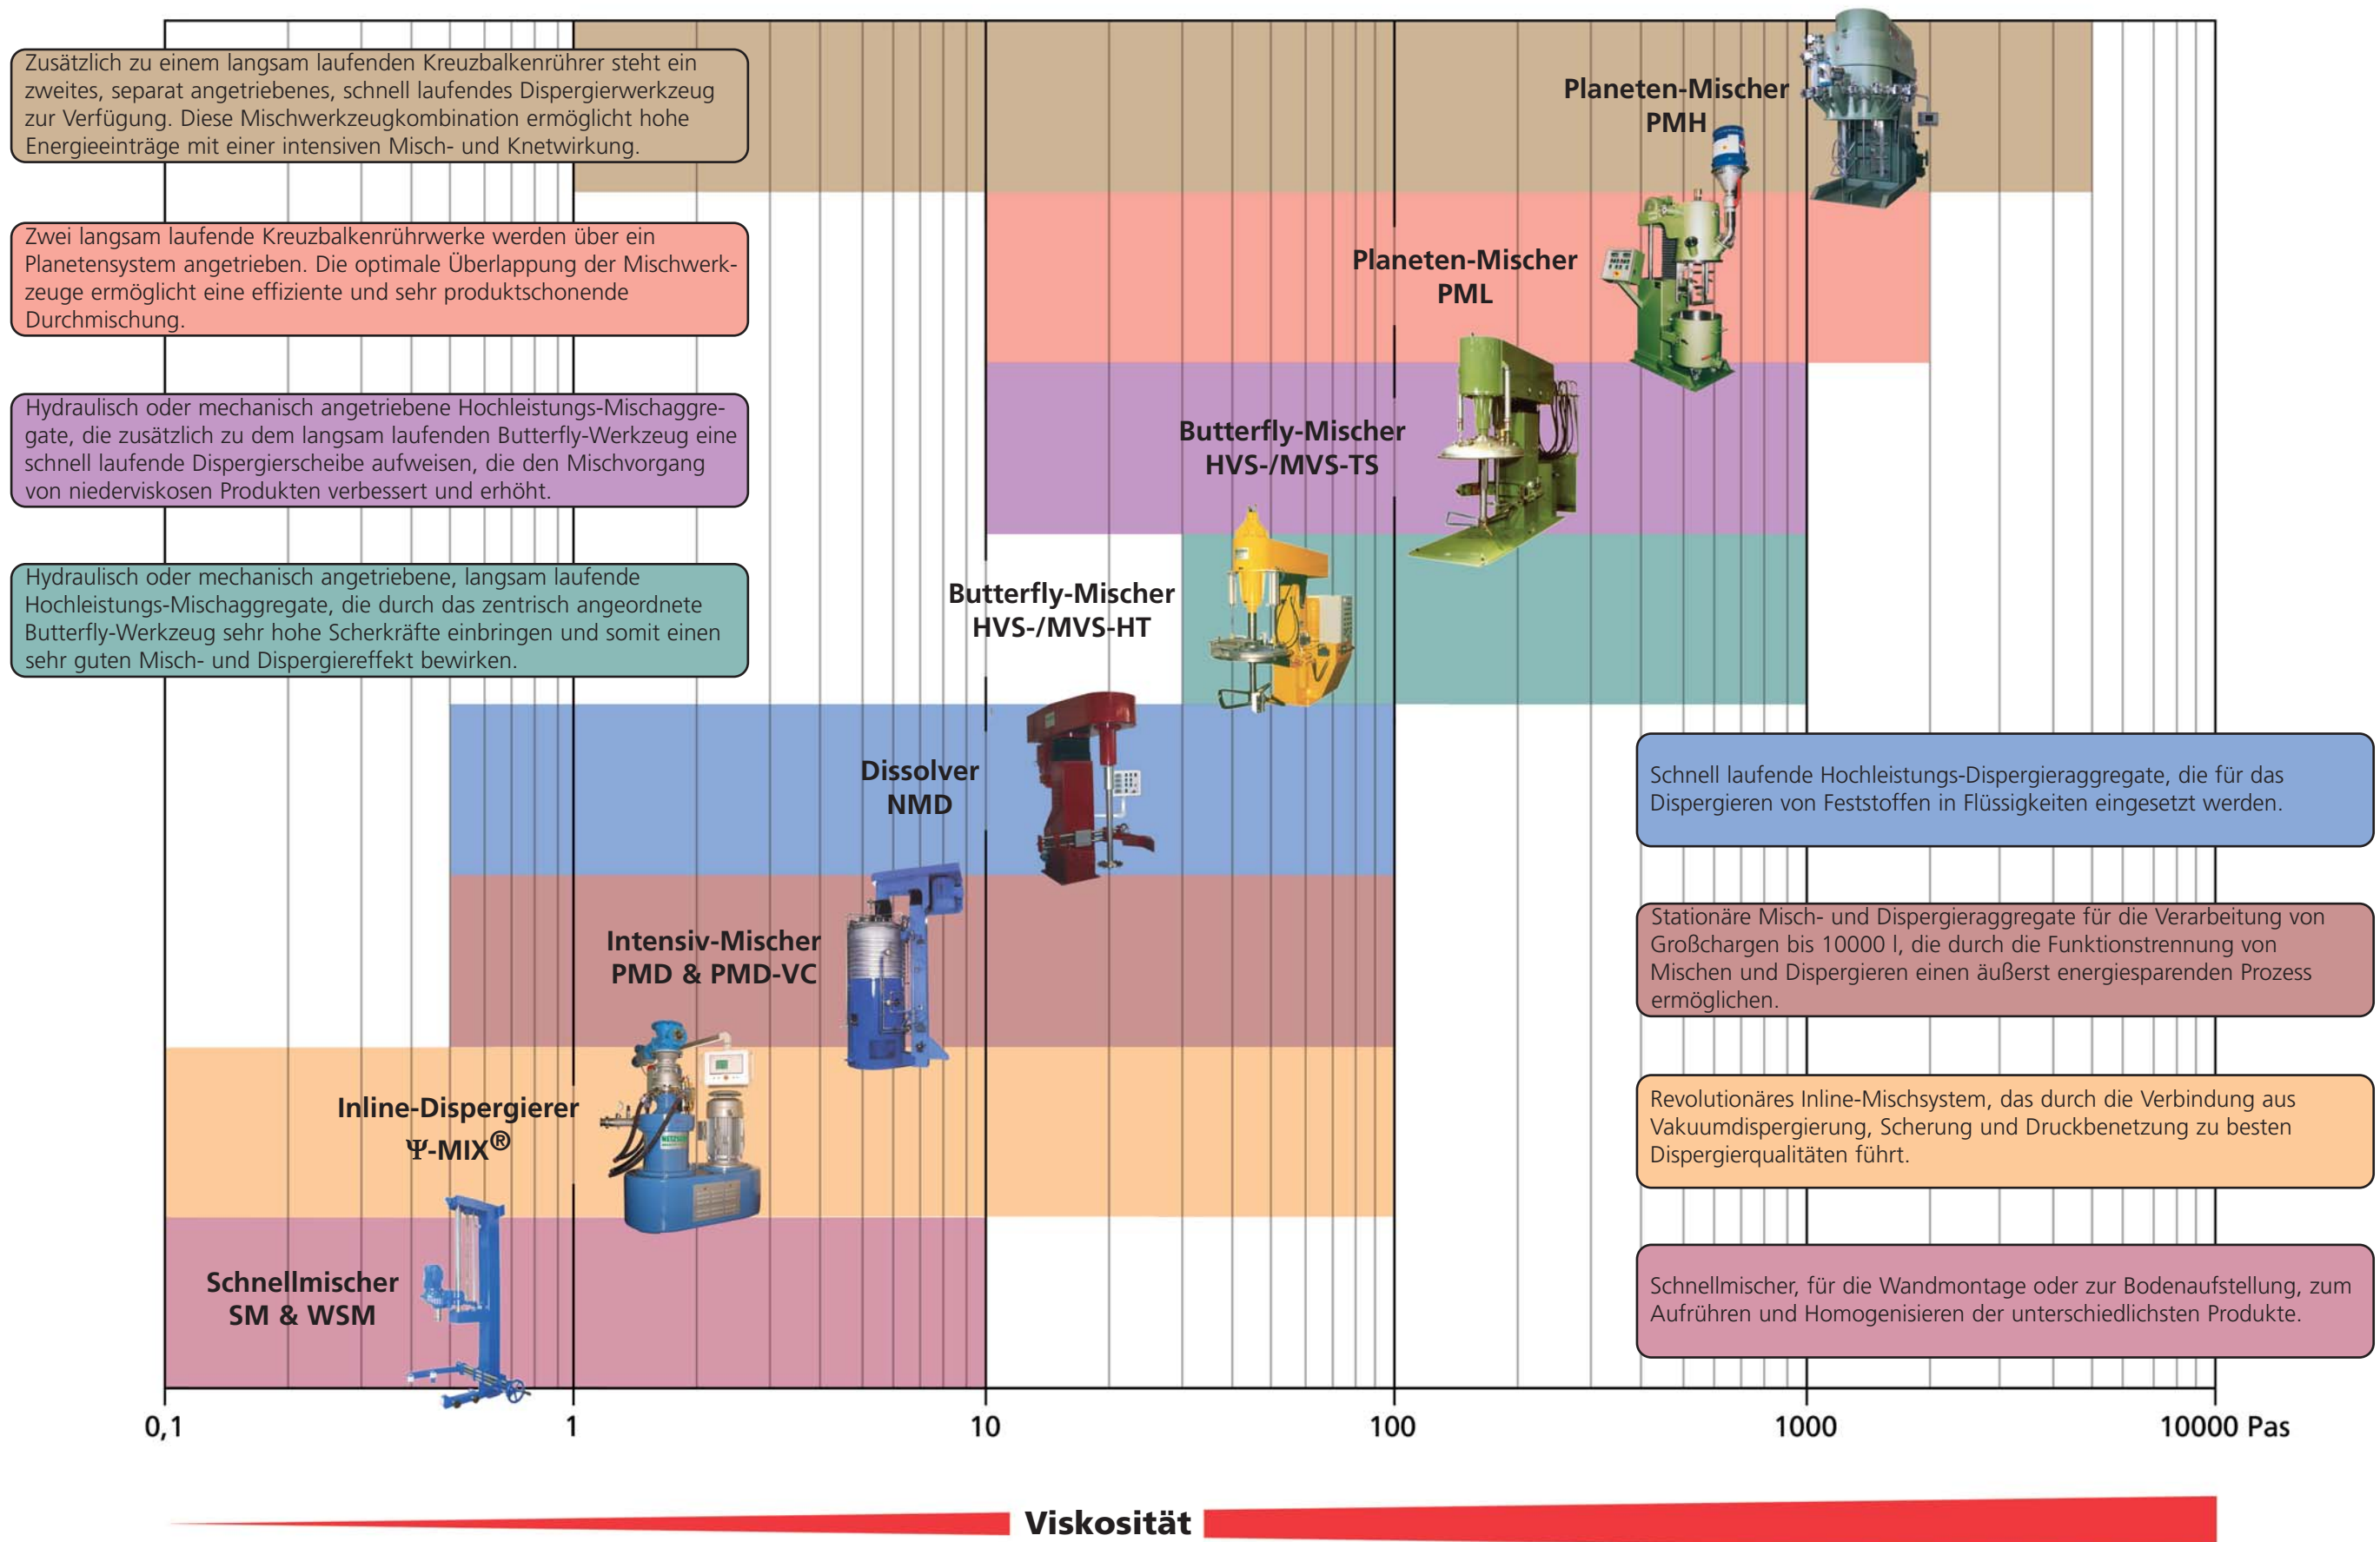 Zusätzlich zu einem langsam laufenden Kreuzbalkenrührer steht ein
zweites, separat angetriebenes, schnell laufendes Dispergierwerkzeug
zur Verfügung. Diese Mischwerkzeugkombination ermöglicht hohe
Energieeinträge mit einer intensiven Misch- und Knetwirkung.
Planeten-Mischer
PMH
Zwei langsam laufende Kreuzbalkenrührwerke werden über ein
Planetensystem angetrieben. Die optimale Überlappung der Mischwerk-
zeuge ermöglicht eine effiziente und sehr produktschonende
Durchmischung.
Planeten-Mischer
PML
Hydraulisch oder mechanisch angetriebene Hochleistungs-Mischaggre-
gate, die zusätzlich zu dem langsam laufenden Butterfly-Werkzeug eine
schnell laufende Dispergierscheibe aufweisen, die den Mischvorgang
von niederviskosen Produkten verbessert und erhöht.
Butterfly-Mischer
HVS-/MVS-TS
Hydraulisch oder mechanisch angetriebene, langsam laufende
Hochleistungs-Mischaggregate, die durch das zentrisch angeordnete
Butterfly-Werkzeug sehr hohe Scherkräfte einbringen und somit einen
sehr guten Misch- und Dispergiereffekt bewirken.
Butterfly-Mischer
HVS-/MVS-HT
Dissolver
NMD
Schnell laufende Hochleistungs-Dispergieraggregate, die für das
Dispergieren von Feststoffen in Flüssigkeiten eingesetzt werden.
Intensiv-Mischer
PMD & PMD-VC
Stationäre Misch- und Dispergieraggregate für die Verarbeitung von
Großchargen bis 10000 l, die durch die Funktionstrennung von
Mischen und Dispergieren einen äußerst energiesparenden Prozess
ermöglichen.
Inline-Dispergierer
Ψ-MIX®
NETZSCH
Revolutionäres Inline-Mischsystem, das durch die Verbindung aus
Vakuumdispergierung, Scherung und Druckbenetzung zu besten
Dispergierqualitäten führt.
Schnellmischer
SM & WSM
Schnellmischer, für die Wandmontage oder zur Bodenaufstellung, zum
Aufrühren und Homogenisieren der unterschiedlichsten Produkte.
0,1 1 10 100 1000 10000 Pas
Viskosität